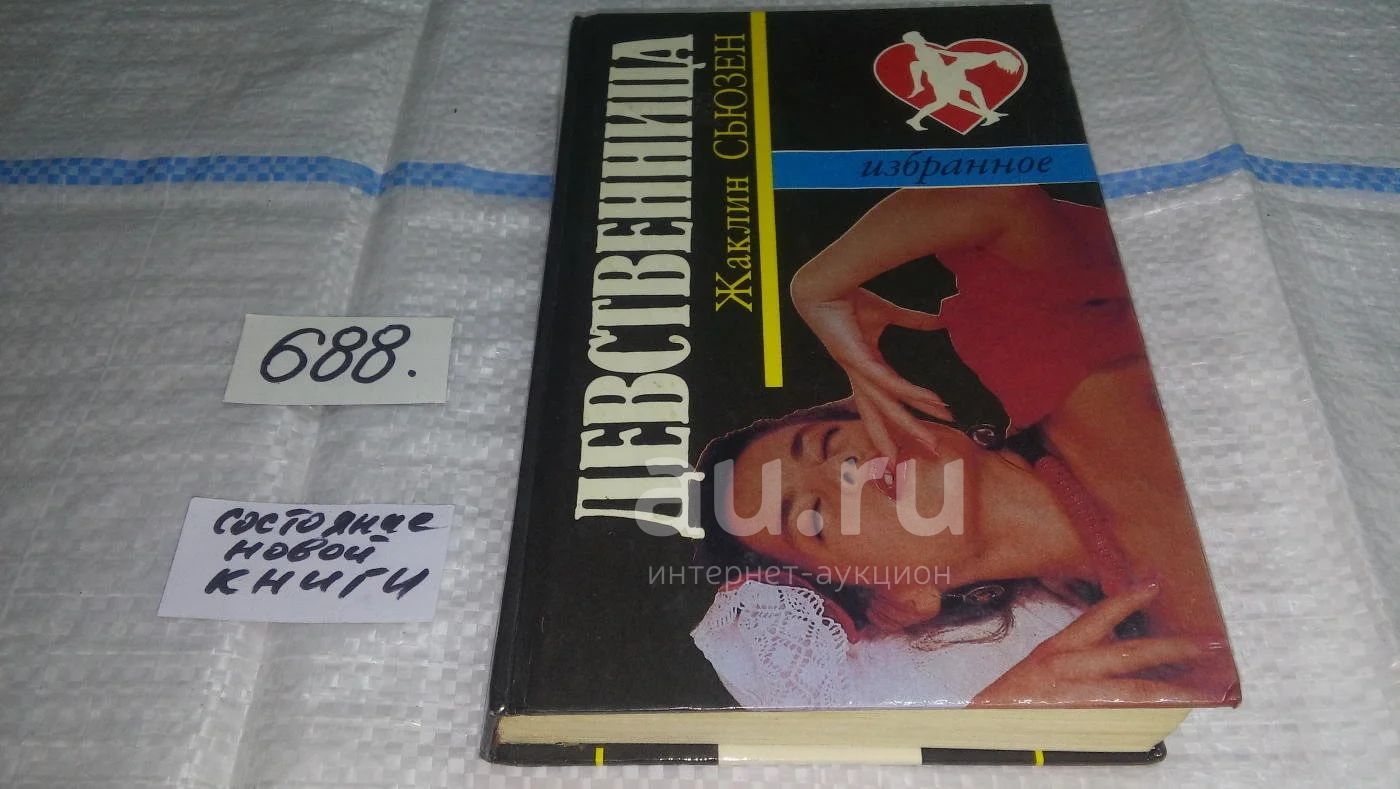 ДЕВСТВЕННИЦА
Жаклин СЬЮЗЕН
избранное
688.
состояние
новой
книги
au.ru
интернет-аукцион